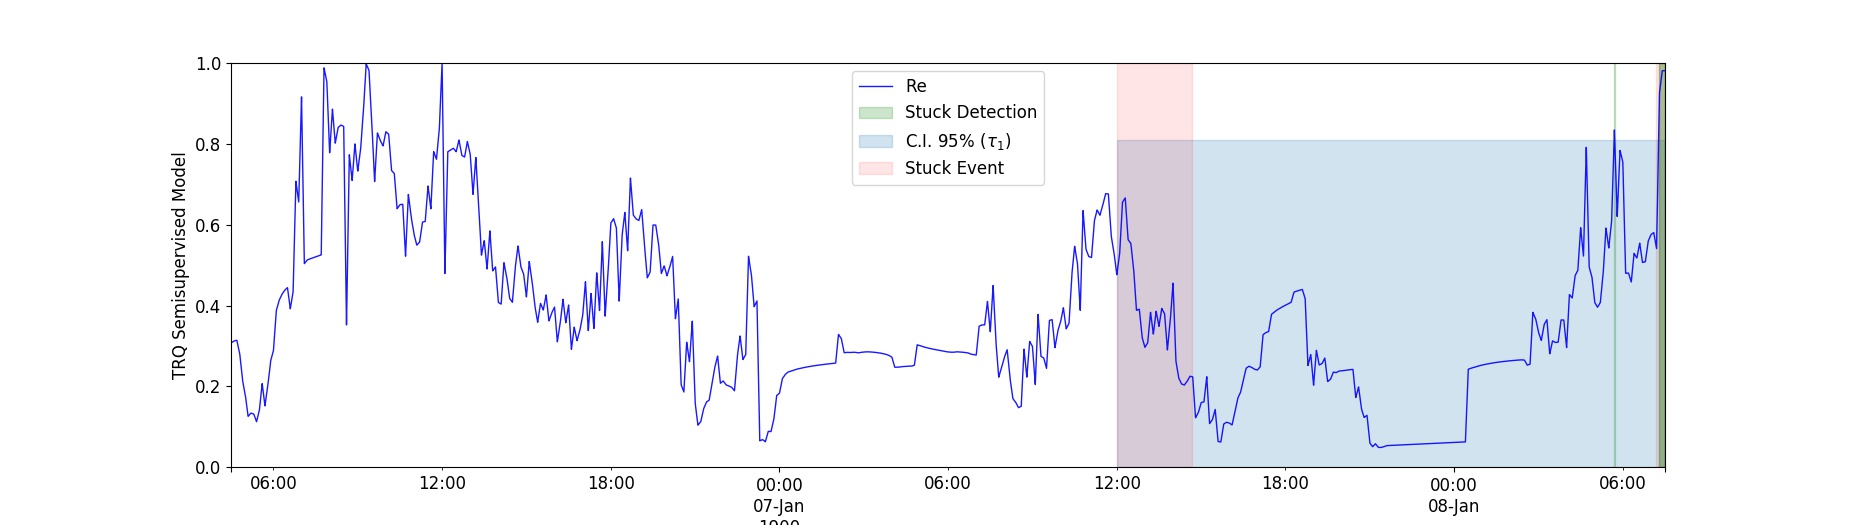 TRQ Semisupervised Model
1.0
0.8
0.6
0.4
0.2
0.0
Re
Stuck Detection
C.I. 95% (τ₁)
Stuck Event
06:00 12:00 18:00 00:00 06:00 12:00 18:00 00:00 06:00
07-Jan 08-Jan
1900